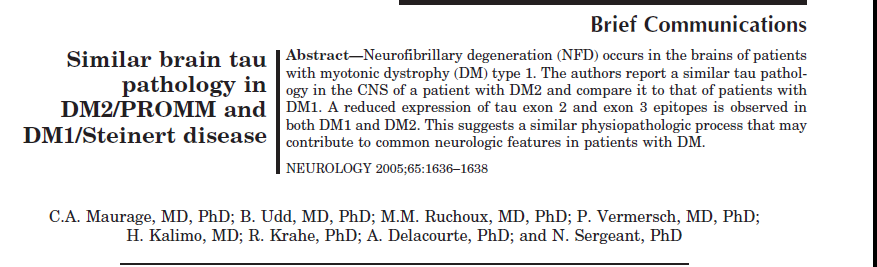 Brief Communications
Similar brain tau
pathology in
DM2/PROMM and
DM1/Steinert disease
Abstract—Neurofibrillary degeneration (NFD) occurs in the brains of patients
with myotonic dystrophy (DM) type 1. The authors report a similar tau pathol-
ogy in the CNS of a patient with DM2 and compare it to that of patients with
DM1. A reduced expression of tau exon 2 and exon 3 epitopes is observed in
both DM1 and DM2. This suggests a similar physiopathologic process that may
contribute to common neurologic features in patients with DM.
NEUROLOGY 2005;65:1636–1638
C.A. Maurage, MD, PhD; B. Udd, MD, PhD; M.M. Ruchoux, MD, PhD; P. Vermersch, MD, PhD;
H. Kalimo, MD; R. Krahe, PhD; A. Delacourte, PhD; and N. Sergeant, PhD